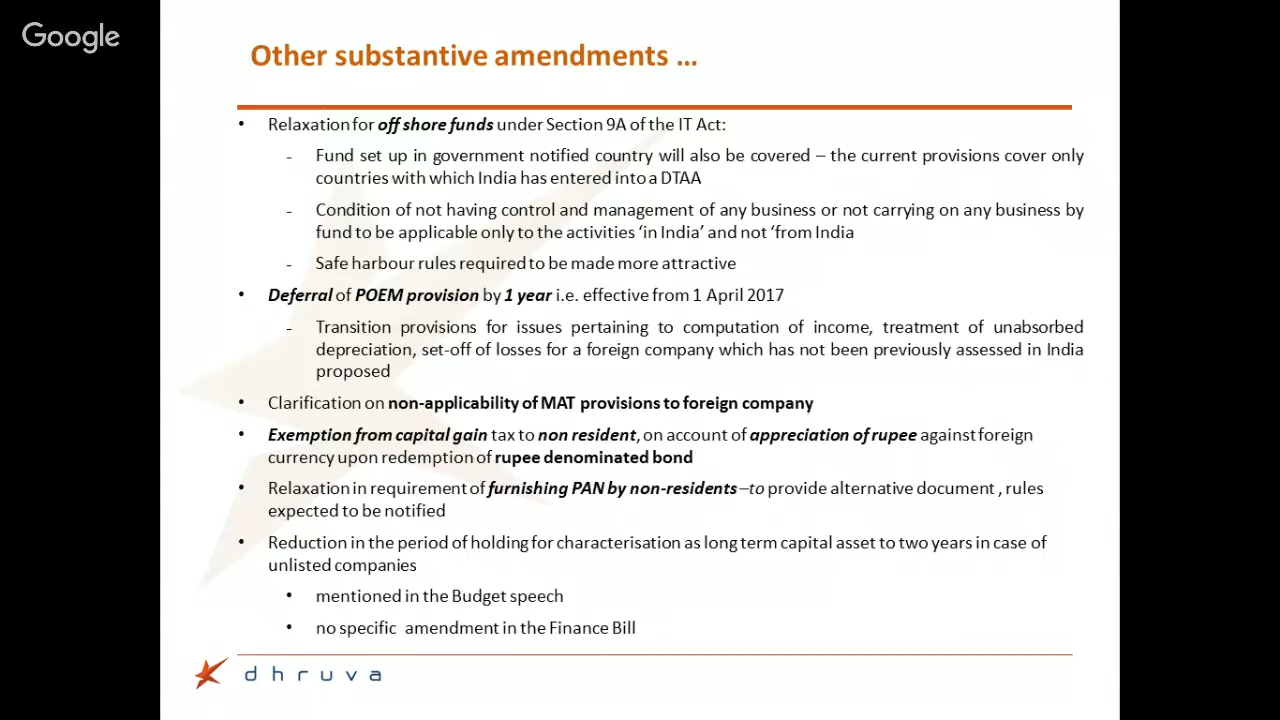 Google
Other substantive amendments ...
• Relaxation for off shore funds under Section 9A of the IT Act:
- Fund set up in government notified country will also be covered – the current provisions cover only
countries with which India has entered into a DTAA
- Condition of not having control and management of any business or not carrying on any business by
fund to be applicable only to the activities ‘in India’ and not ‘from India
- Safe harbour rules required to be made more attractive
• Deferral of POEM provision by 1 year i.e. effective from 1 April 2017
- Transition provisions for issues pertaining to computation of income, treatment of unabsorbed
depreciation, set-off of losses for a foreign company which has not been previously assessed in India
proposed
• Clarification on non-applicability of MAT provisions to foreign company
• Exemption from capital gain tax to non resident, on account of appreciation of rupee against foreign
currency upon redemption of rupee denominated bond
• Relaxation in requirement of furnishing PAN by non-residents –to provide alternative document , rules
expected to be notified
• Reduction in the period of holding for characterisation as long term capital asset to two years in case of
unlisted companies
• mentioned in the Budget speech
• no specific amendment in the Finance Bill
dhruva